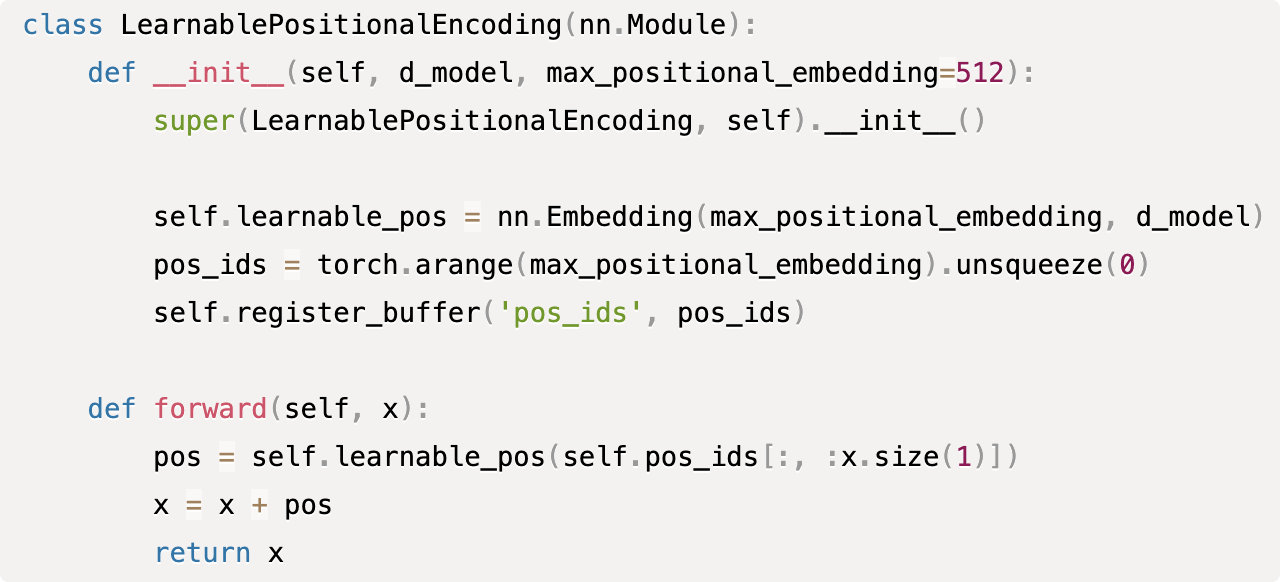 class LearnablePositionalEncoding(nn.Module):
    def __init__(self, d_model, max_positional_embedding=512):
        super(LearnablePositionalEncoding, self).__init__()

        self.learnable_pos = nn.Embedding(max_positional_embedding, d_model)
        pos_ids = torch.arange(max_positional_embedding).unsqueeze(0)
        self.register_buffer('pos_ids', pos_ids)

    def forward(self, x):
        pos = self.learnable_pos(self.pos_ids[:, :x.size(1)])
        x = x + pos
        return x